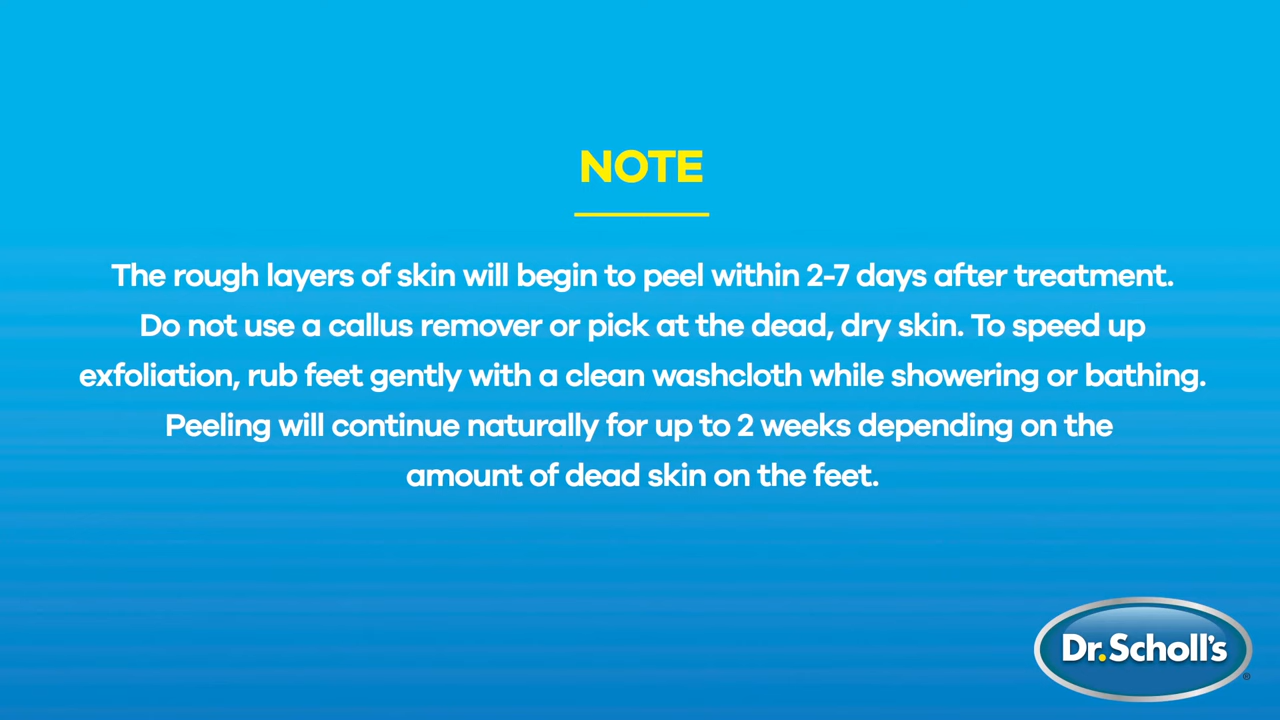 NOTE
The rough layers of skin will begin to peel within 2-7 days after treatment.
Do not use a callus remover or pick at the dead, dry skin. To speed up
exfoliation, rub feet gently with a clean washcloth while showering or bathing.
Peeling will continue naturally for up to 2 weeks depending on the
amount of dead skin on the feet.
Dr.Scholl's
®